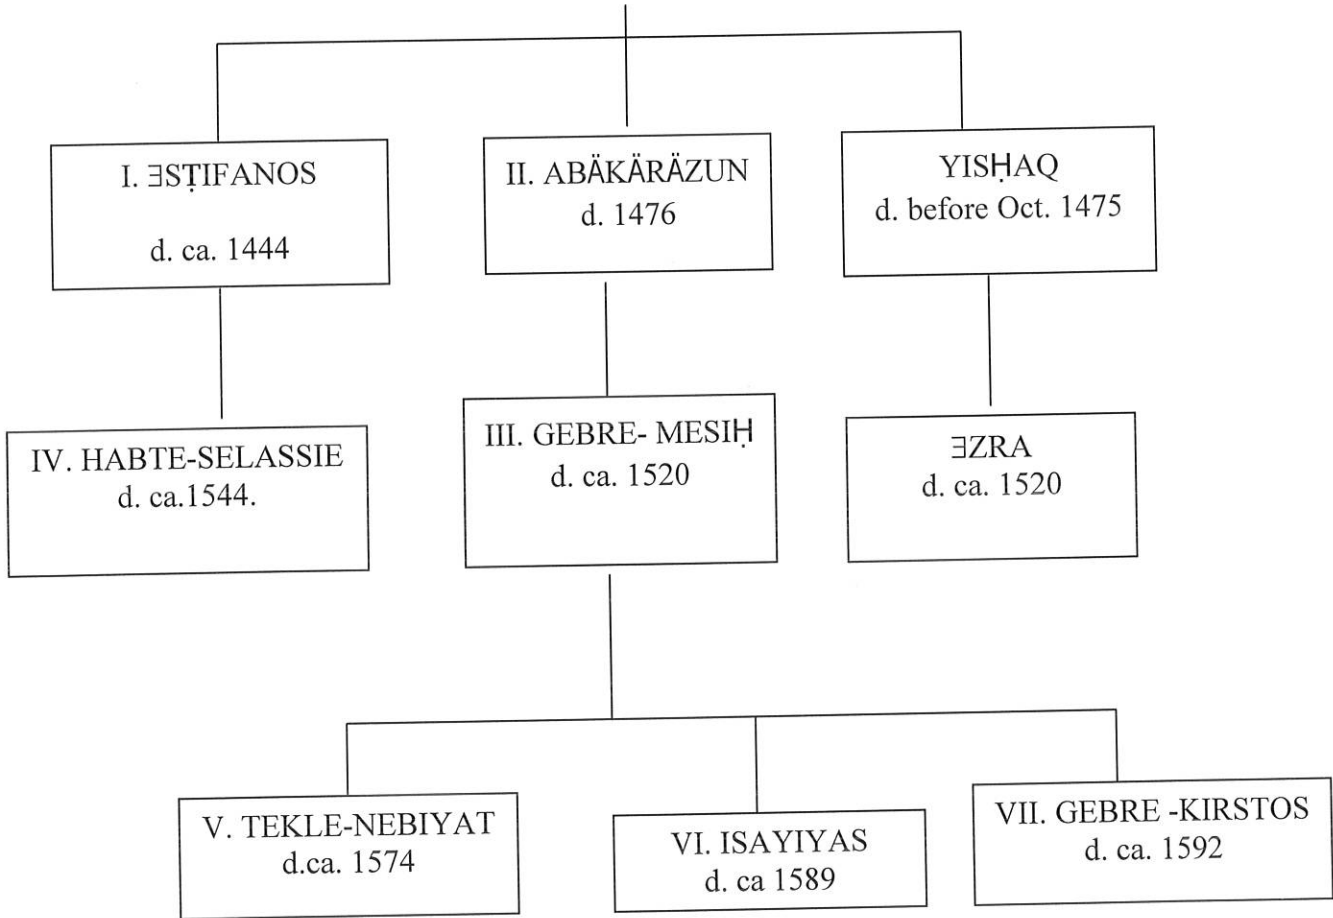 I. ƎSṬIFANOS
d. ca. 1444
II. ABÄKÄRÄZUN
d. 1476
YISḤAQ
d. before Oct. 1475
IV. HABTE-SELASSIE
d. ca.1544.
III. GEBRE- MESIḤ
d. ca. 1520
ƎZRA
d. ca. 1520
V. TEKLE-NEBIYAT
d.ca. 1574
VI. ISAYIYAS
d. ca 1589
VII. GEBRE -KIRSTOS
d. ca. 1592